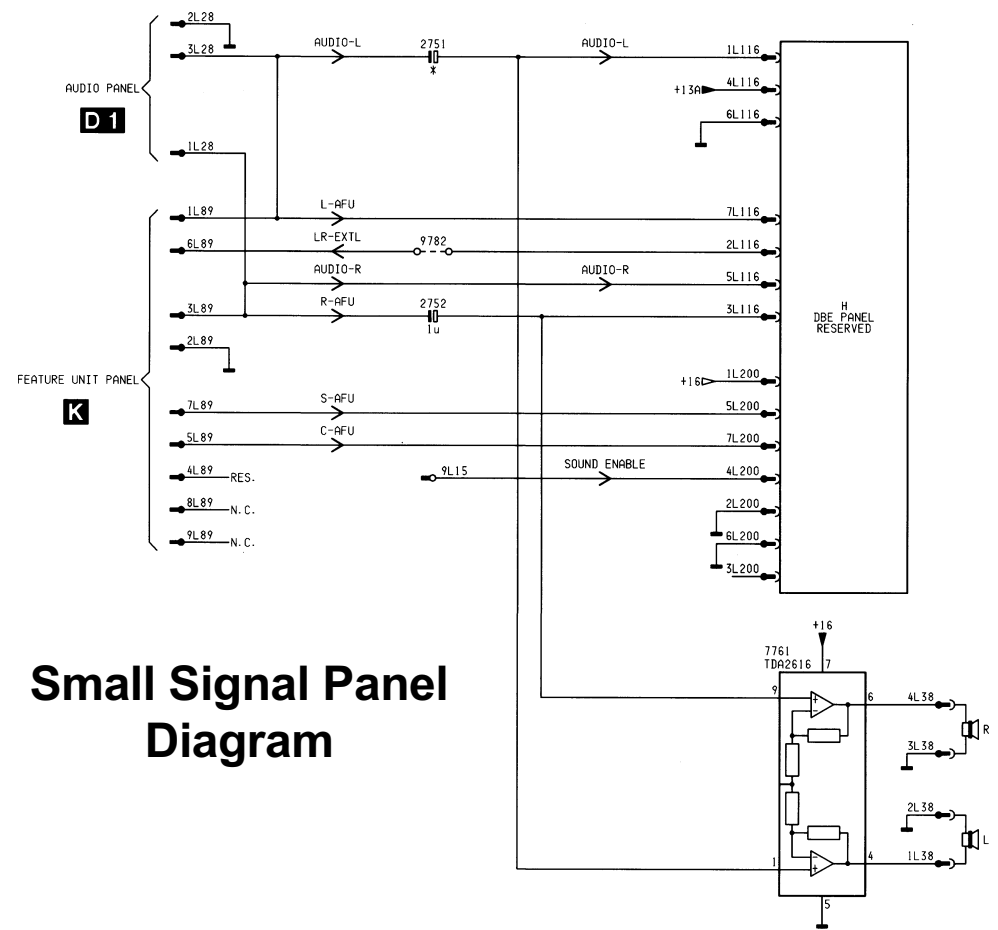 2L28
3L28
AUDIO-L
2751
*
AUDIO-L
1L116
AUDIO PANEL
D 1
+13A
4L116
6L116
1L28
1L89
L-AFU
7L116
6L89
LR-EXTL
9782
2L116
AUDIO-R
AUDIO-R
5L116
3L89
R-AFU
2752
1u
3L116
H
DBE PANEL
RESERVED
2L89
FEATURE UNIT PANEL
K
+16
1L200
7L89
S-AFU
5L200
5L89
C-AFU
7L200
4L89
RES.
9L15
SOUND ENABLE
4L200
8L89
N.C.
2L200
9L89
N.C.
6L200
3L200
+16
7761
TDA2616
7
Small Signal Panel
Diagram
9
+
-
6
4L38
R
3L38
2L38
L
-
+
1
4
1L38
5